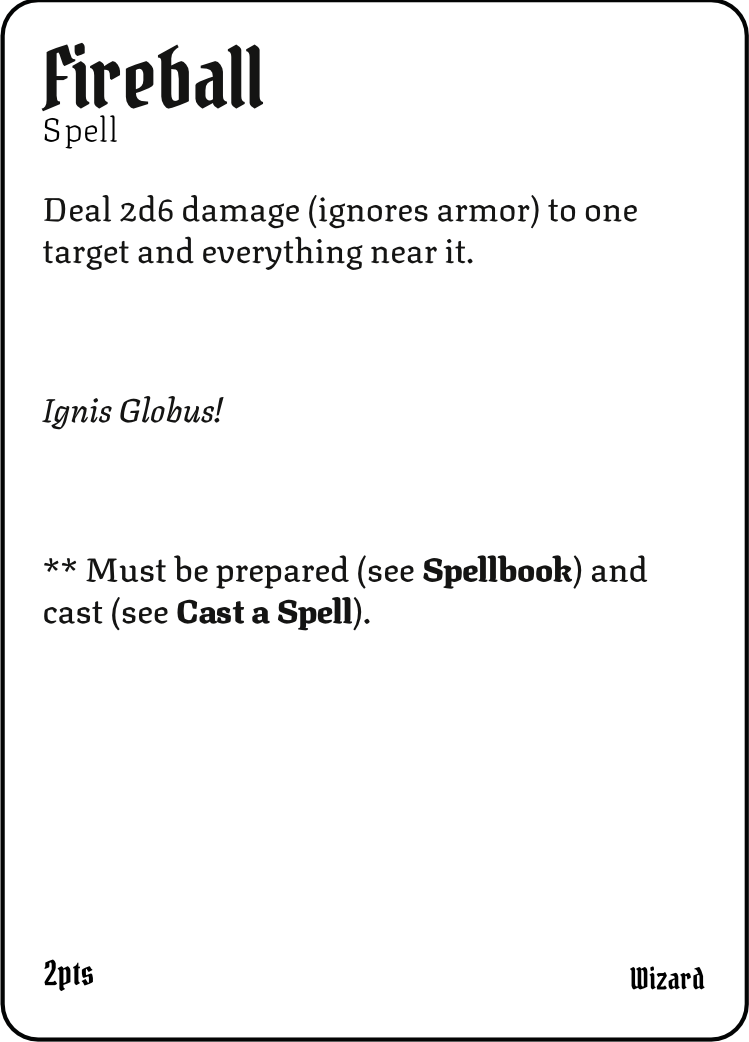 Fireball
Spell
Deal 2d6 damage (ignores armor) to one
target and everything near it.
Ignis Globus!
** Must be prepared (see Spellbook) and
cast (see Cast a Spell).
2pts
Wizard